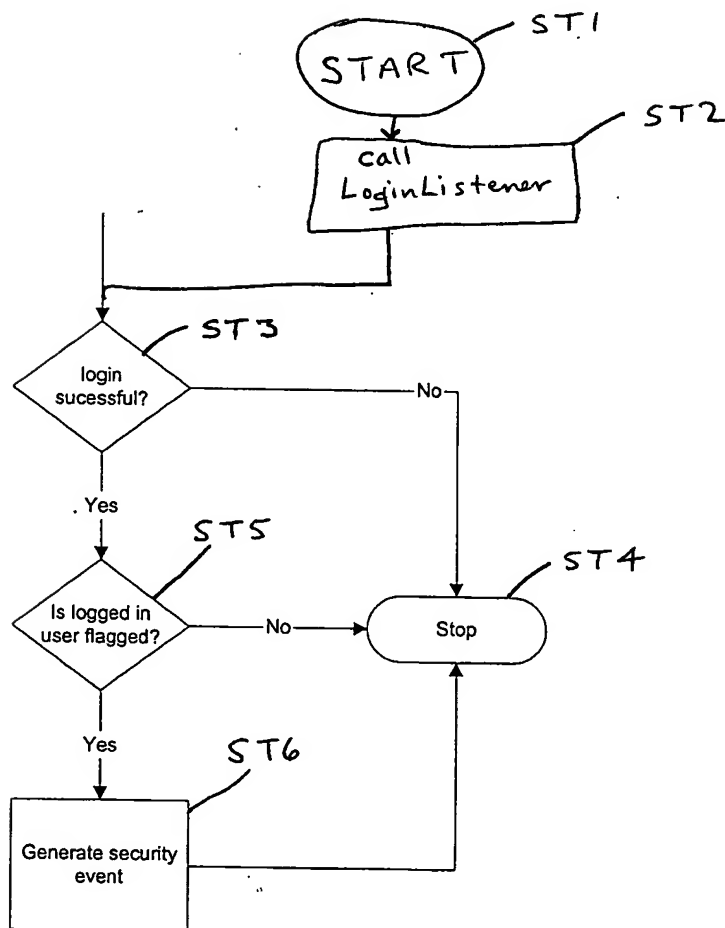 ST1
START
ST2
call
LoginListener
ST3
login
sucessful?
No
Yes
ST5
ST4
Is logged in
user flagged?
No
Stop
Yes
ST6
Generate security
event